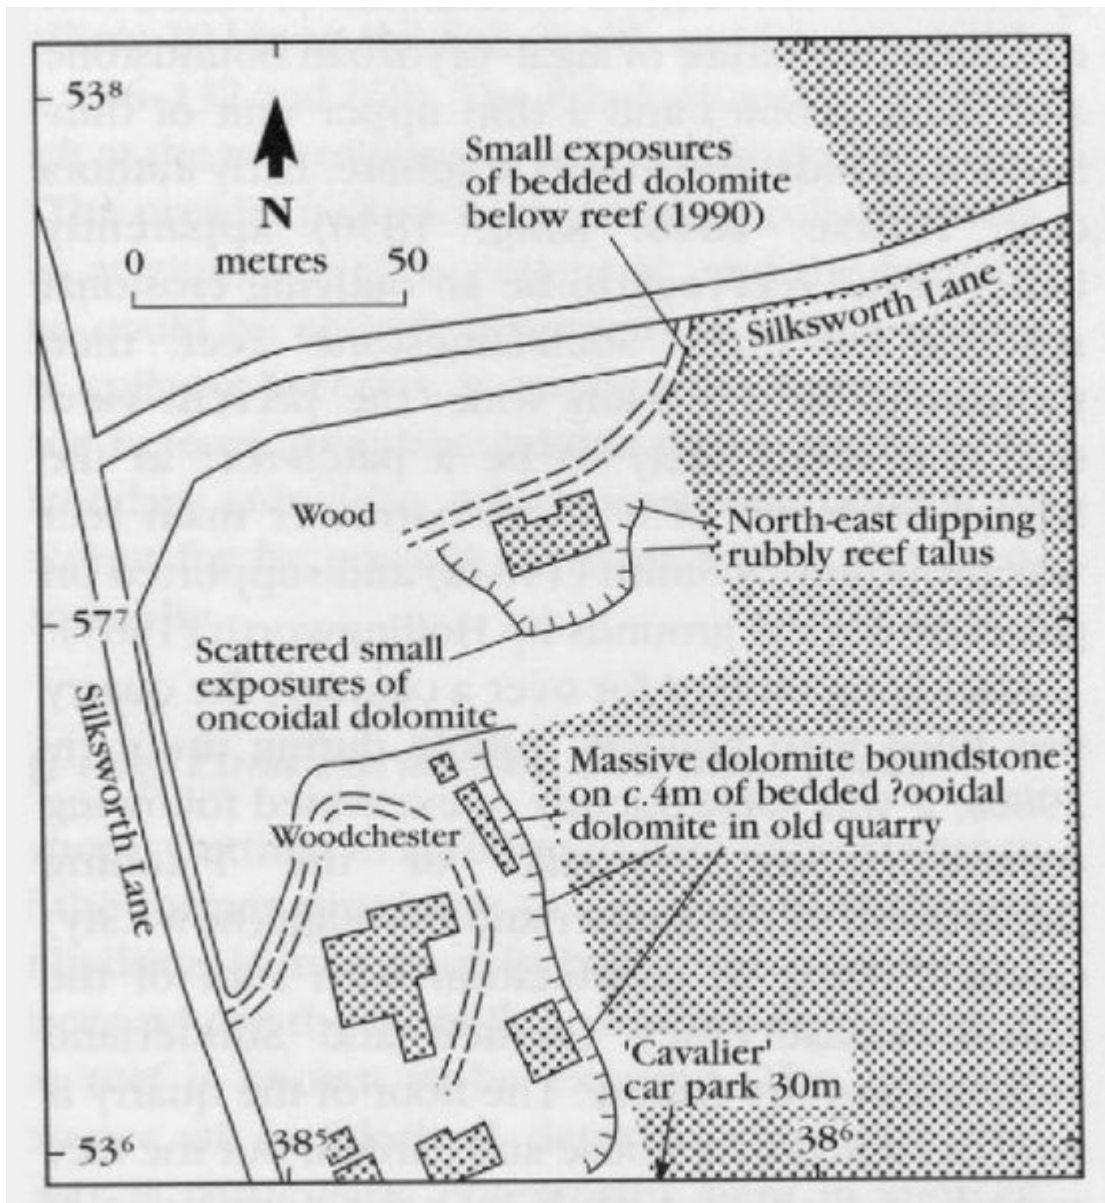 53⁸
Small exposures
of bedded dolomite
below reef (1990)
N
0 metres 50
Silksworth Lane
Wood
North-east dipping
rubbly reef talus
57⁷
Scattered small
exposures of
oncoidal dolomite
Silksworth Lane
Massive dolomite boundstone
on c.4m of bedded ?ooidal
dolomite in old quarry
Woodchester
'Cavalier'
car park 30m
53⁶
38⁵
38⁶